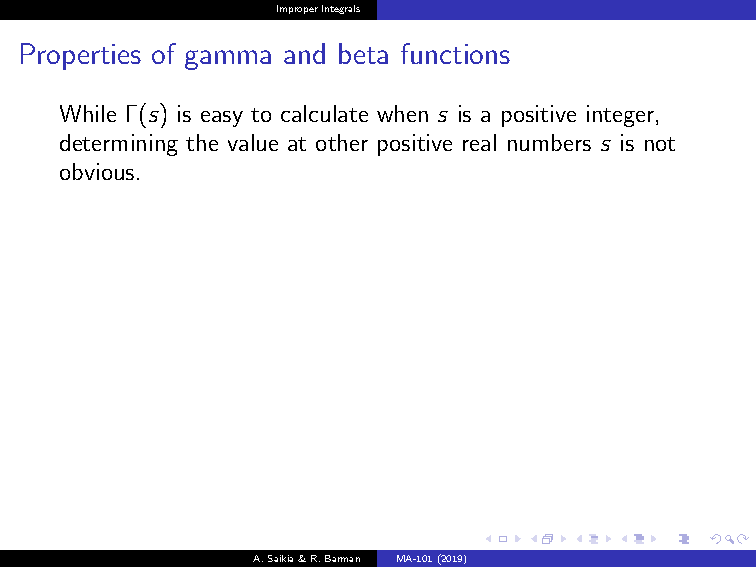 Improper Integrals
Properties of gamma and beta functions
While Γ(s) is easy to calculate when s is a positive integer,
determining the value at other positive real numbers s is not
obvious.
A. Saikia & R. Barman MA-101 (2019)